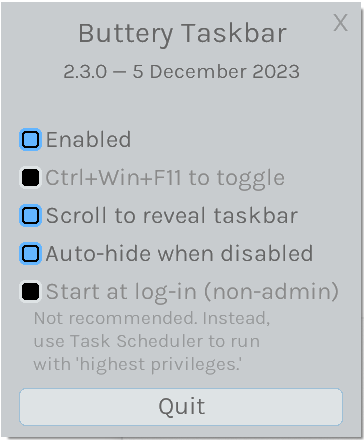 X
Buttery Taskbar
2.3.0 — 5 December 2023
Enabled
Ctrl+Win+F11 to toggle
Scroll to reveal taskbar
Auto-hide when disabled
Start at log-in (non-admin)
Not recommended. Instead,
use Task Scheduler to run
with 'highest privileges.'
Quit